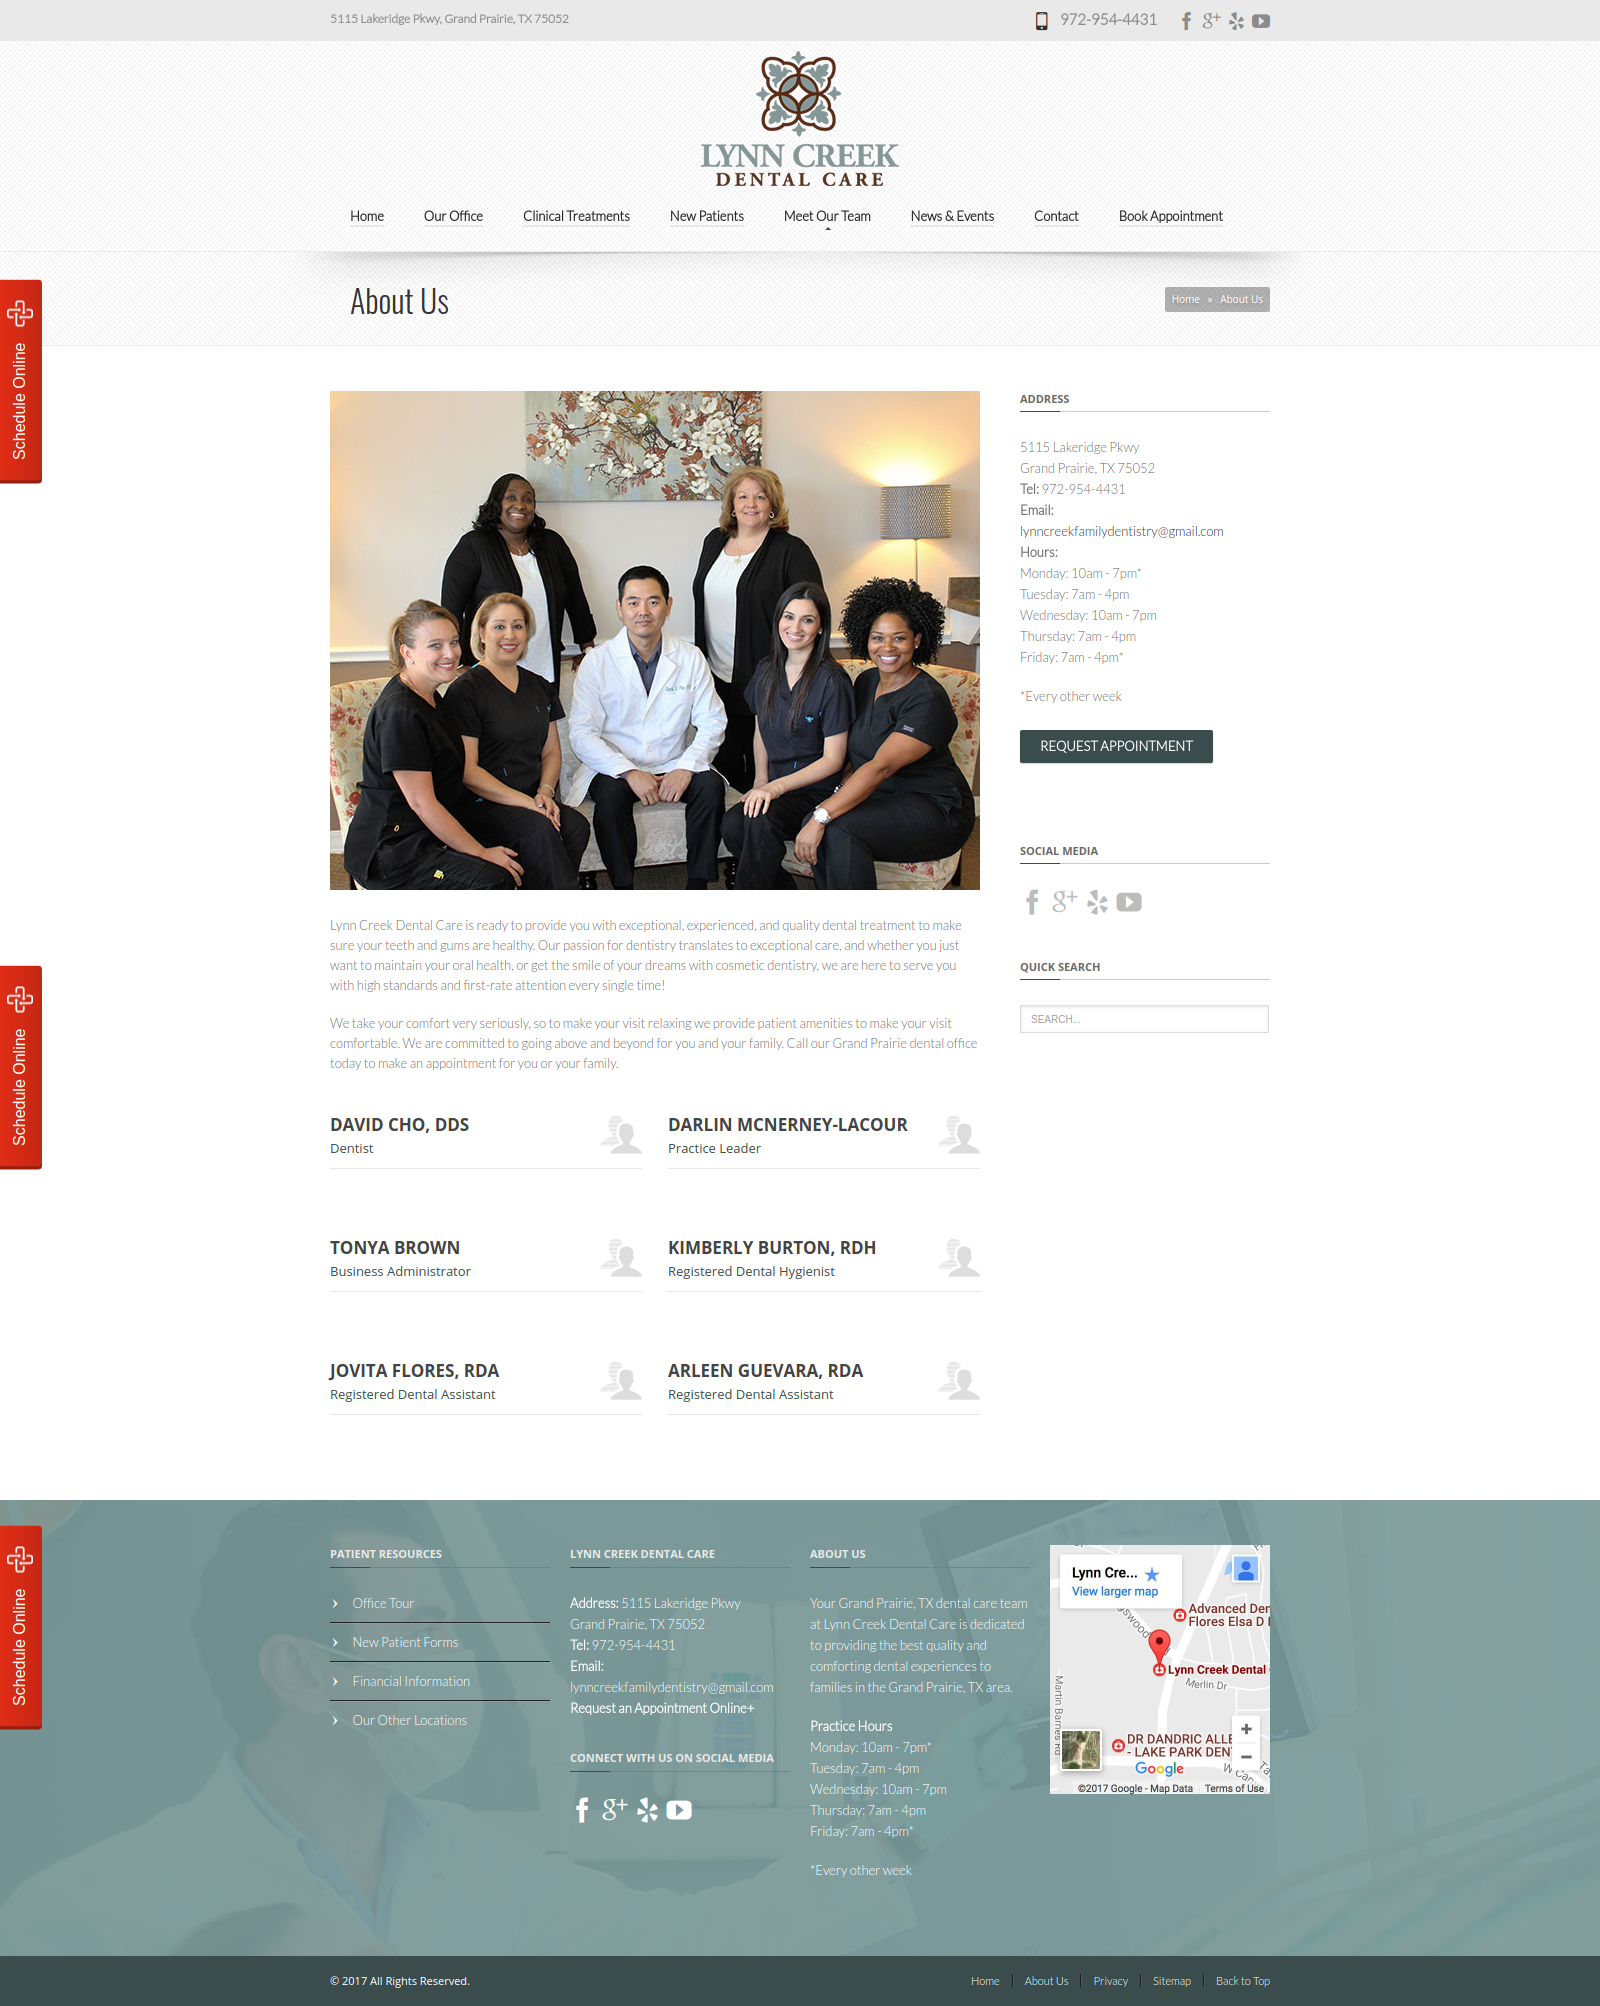 5115 Lakeridge Pkwy, Grand Prairie, TX 75052
972-954-4431
LYNN CREEK
DENTAL CARE
Home Our Office Clinical Treatments New Patients Meet Our Team News & Events Contact Book Appointment
About Us
Home » About Us
Schedule Online
ADDRESS
5115 Lakeridge Pkwy
Grand Prairie, TX 75052
Tel: 972-954-4431
Email:
lynncreekfamilydentistry@gmail.com
Hours:
Monday: 10am - 7pm*
Tuesday: 7am - 4pm
Wednesday: 10am - 7pm
Thursday: 7am - 4pm
Friday: 7am - 4pm*
*Every other week
REQUEST APPOINTMENT
SOCIAL MEDIA
QUICK SEARCH
SEARCH...
Lynn Creek Dental Care is ready to provide you with exceptional, experienced, and quality dental treatment to make
sure your teeth and gums are healthy. Our passion for dentistry translates to exceptional care, and whether you just
want to maintain your oral health, or get the smile of your dreams with cosmetic dentistry, we are here to serve you
with high standards and first-rate attention every single time!
We take your comfort very seriously, so to make your visit relaxing we provide patient amenities to make your visit
comfortable. We are committed to going above and beyond for you and your family. Call our Grand Prairie dental office
today to make an appointment for you or your family.
Schedule Online
DAVID CHO, DDS
Dentist
DARLIN MCNERNEY-LACOUR
Practice Leader
TONYA BROWN
Business Administrator
KIMBERLY BURTON, RDH
Registered Dental Hygienist
JOVITA FLORES, RDA
Registered Dental Assistant
ARLEEN GUEVARA, RDA
Registered Dental Assistant
Schedule Online
PATIENT RESOURCES
Office Tour
New Patient Forms
Financial Information
Our Other Locations
LYNN CREEK DENTAL CARE
Address: 5115 Lakeridge Pkwy
Grand Prairie, TX 75052
Tel: 972-954-4431
Email:
lynncreekfamilydentistry@gmail.com
Request an Appointment Online+
CONNECT WITH US ON SOCIAL MEDIA
ABOUT US
Your Grand Prairie, TX dental care team
at Lynn Creek Dental Care is dedicated
to providing the best quality and
comforting dental experiences to
families in the Grand Prairie, TX area.
Practice Hours
Monday: 10am - 7pm*
Tuesday: 7am - 4pm
Wednesday: 10am - 7pm
Thursday: 7am - 4pm
Friday: 7am - 4pm*
*Every other week
Lynn Cre...
View larger map
Advanced Den
Flores Elsa D
Lynn Creek Dental
Merlin Dr
Martin Barnes Rd
DR DANDRIC ALLE
- LAKE PARK DEN
Google
W Car
©2017 Google - Map Data Terms of Use
© 2017 All Rights Reserved.
Home About Us Privacy Sitemap Back to Top